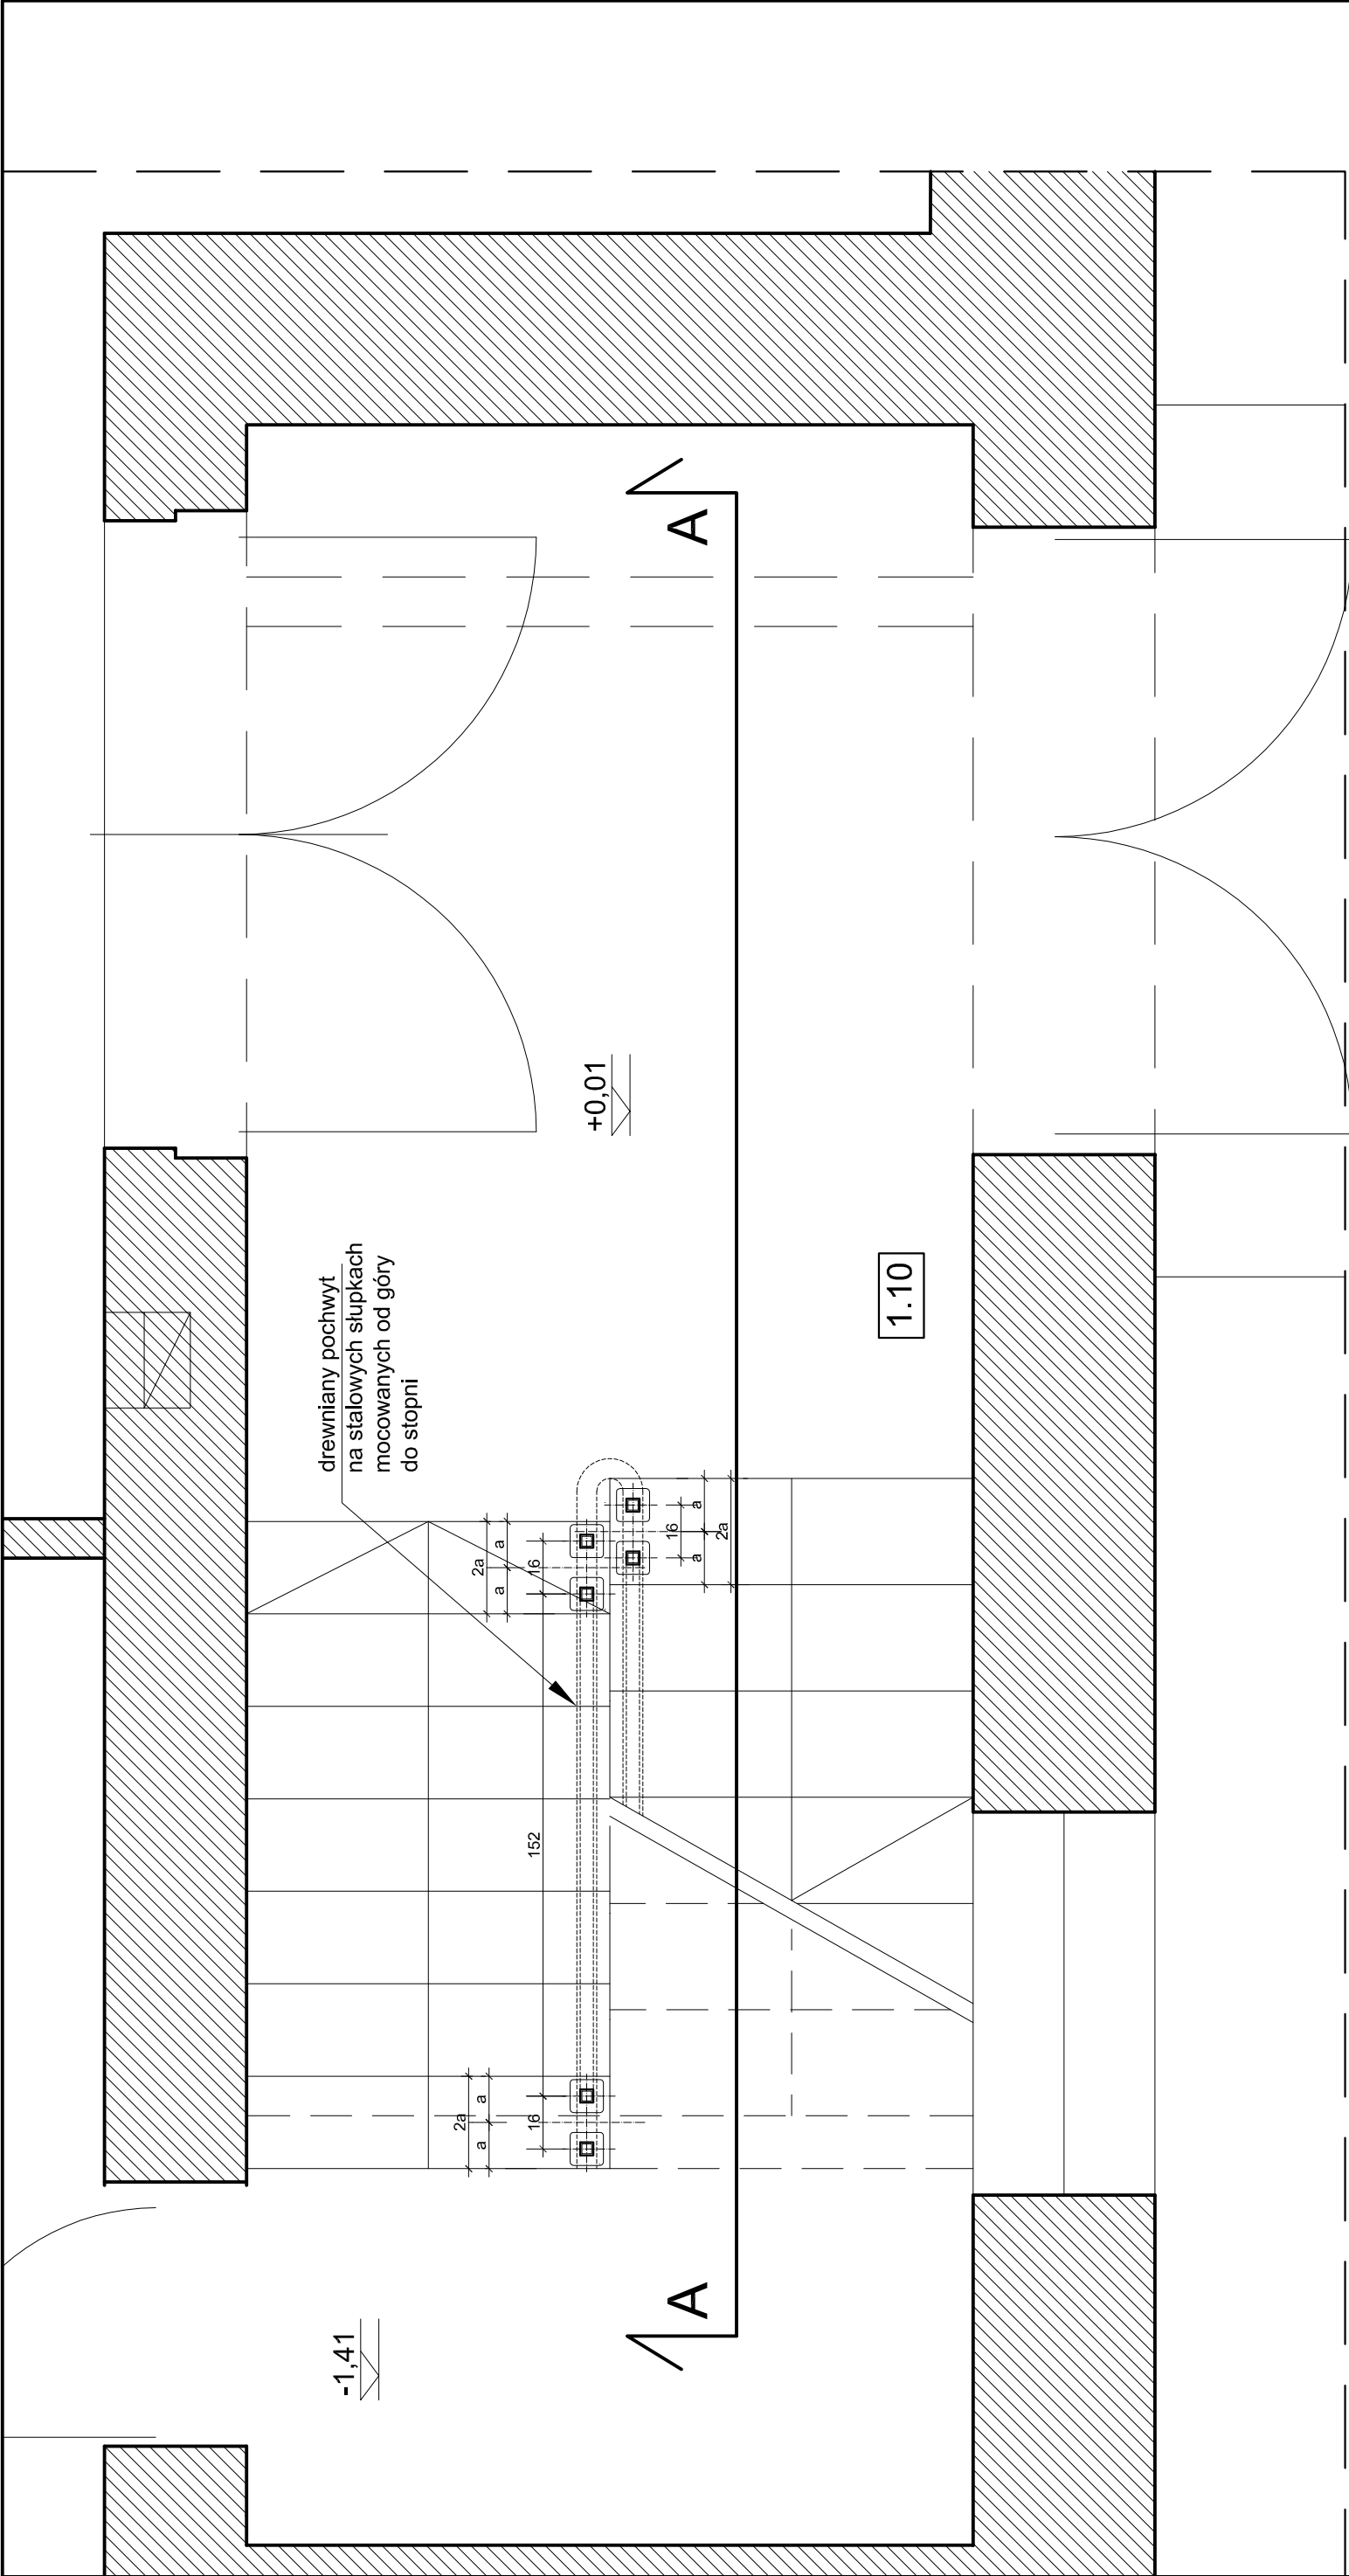 drewniany pochwyt
na stalowych słupkach
mocowanych od góry
do stopni
A
+0,01
1.10
2a
a
a
16
16
a
a
2a
152
2a
a
a
16
A
-1,41